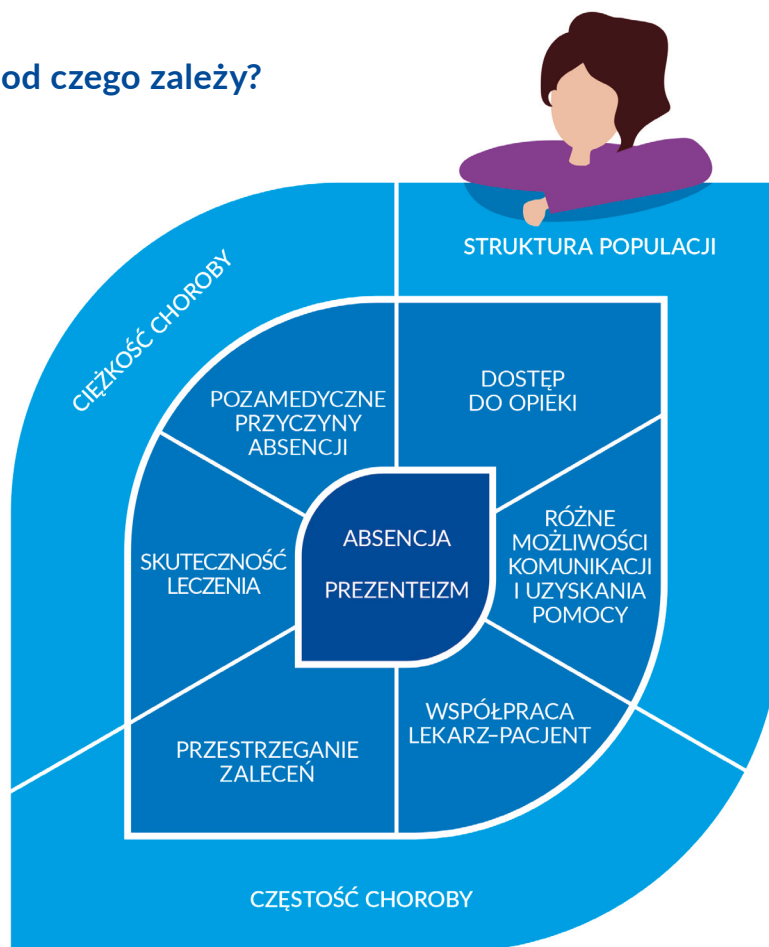 od czego zależy?
STRUKTURA POPULACJI
CIĘŻKOŚĆ CHOROBY
POZAMEDYCZNE
PRZYCZYNY
ABSENCJI
DOSTĘP
DO OPIEKI
SKUTECZNOŚĆ
LECZENIA
ABSENCJA
PREZENTEIZM
RÓŻNE
MOŻLIWOŚCI
KOMUNIKACJI
I UZYSKANIA
POMOCY
PRZESTRZEGANIE
ZALECEŃ
WSPÓŁPRACA
LEKARZ–PACJENT
CZĘSTOŚĆ CHOROBY